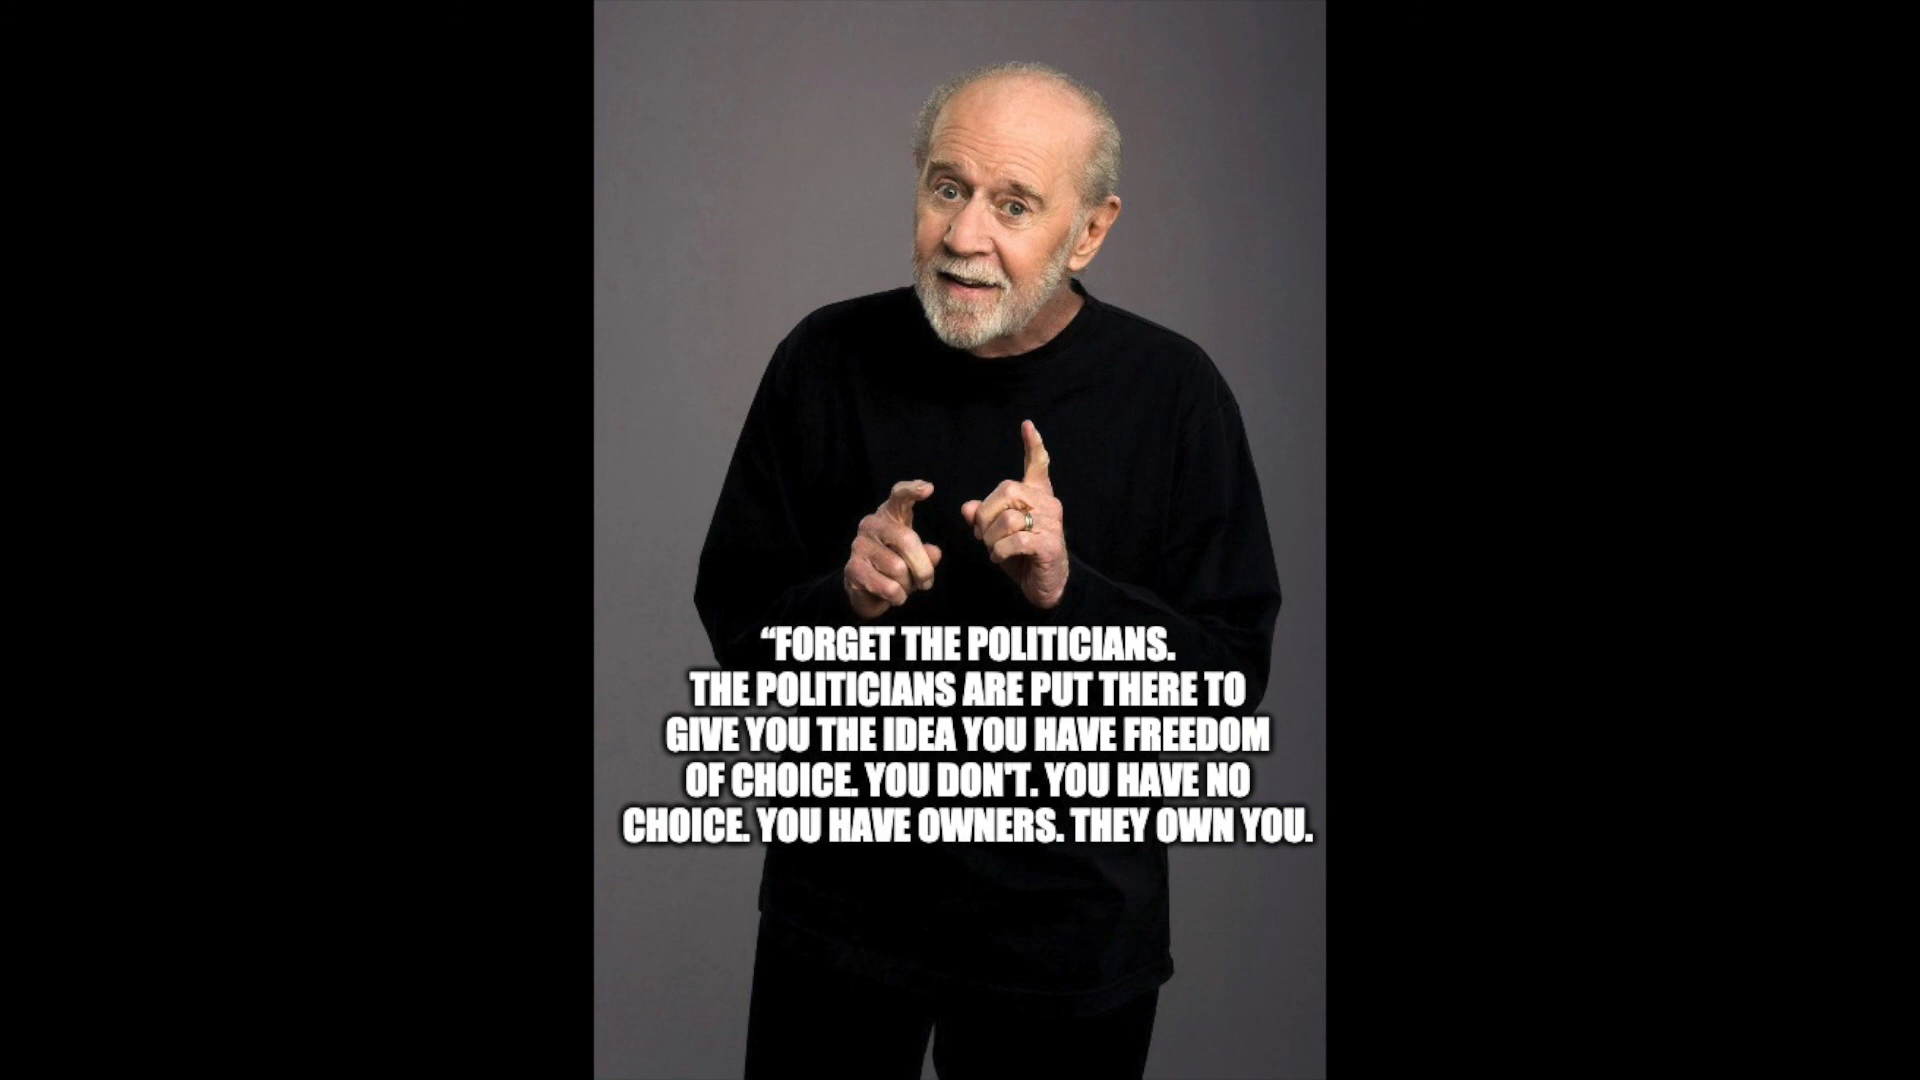 “FORGET THE POLITICIANS.
THE POLITICIANS ARE PUT THERE TO
GIVE YOU THE IDEA YOU HAVE FREEDOM
OF CHOICE. YOU DON'T. YOU HAVE NO
CHOICE. YOU HAVE OWNERS. THEY OWN YOU.